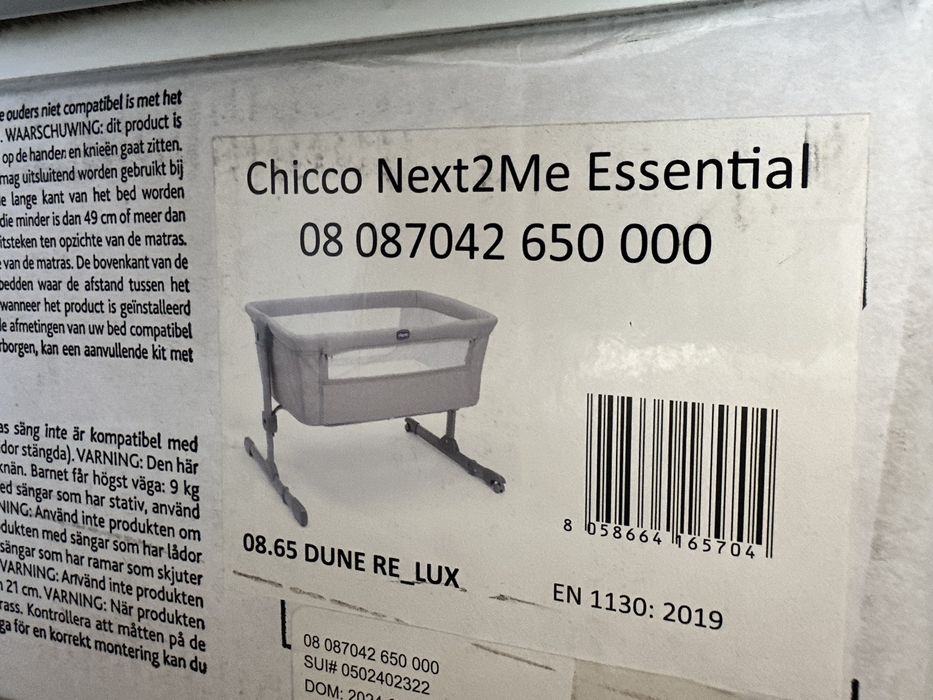 e ouders niet compatibel is met het
. WAARSCHUWING: dit product is
op de handen en knieën gaat zitten.
mag uitsluitend worden gebruikt bij
e lange kant van het bed worden
die minder is dan 49 cm of meer dan
itsteken ten opzichte van de matras.
van de matras. De bovenkant van de
bedden waar de afstand tussen het
wanneer het product is geïnstalleerd
le afmetingen van uw bed compatibel
rborgen, kan een aanvullende kit met
as säng inte är kompatibel med
dor stängda). VARNING: Den här
knän. Barnet får högst väga: 9 kg
ed sängar som har stativ, använd
NING: Använd inte produkten om
dukten med sängar som har lådor
sängar som har ramar som skjuter
VARNING: Använd inte produkten
n 21 cm. VARNING: När produkten
rass. Kontrollera att måtten på de
ga för en korrekt montering kan du
Chicco Next2Me Essential
08 087042 650 000
chicco
8 058664 165704
08.65 DUNE RE_LUX
EN 1130: 2019
08 087042 650 000
SUI# 0502402322
DOM: 2024